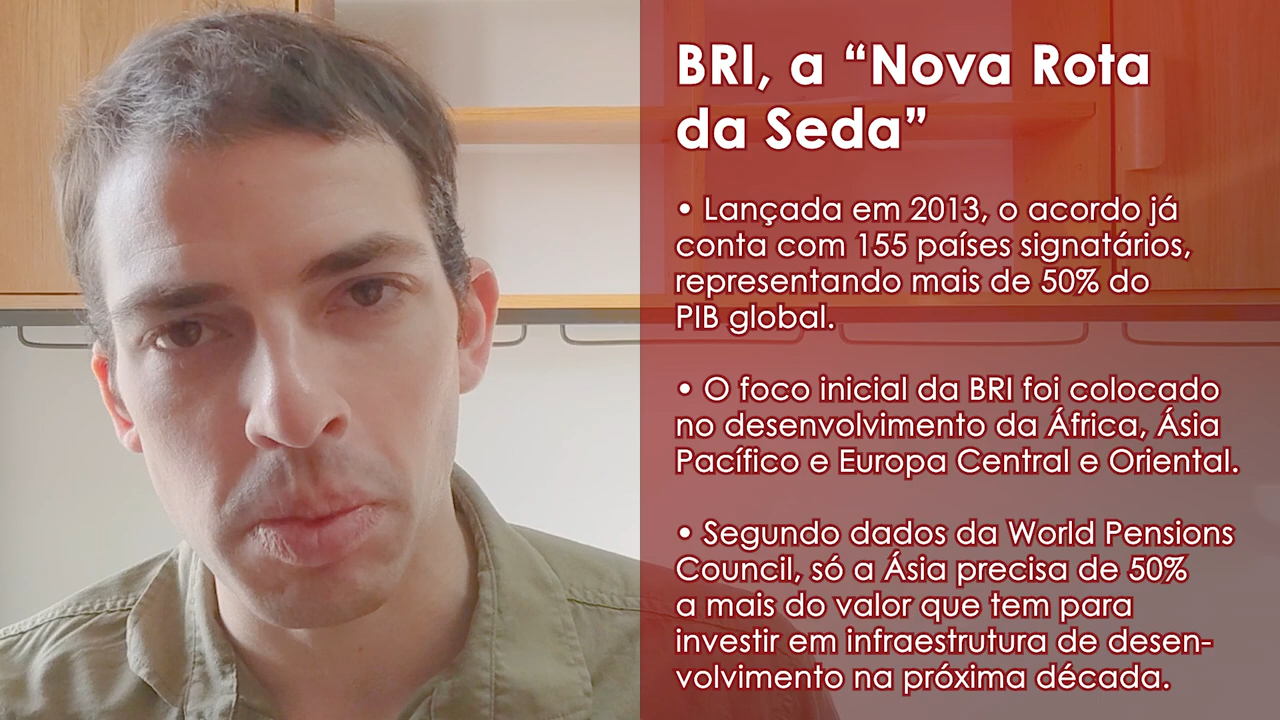 BRI, a “Nova Rota
da Seda”
• Lançada em 2013, o acordo já
conta com 155 países signatários,
representando mais de 50% do
PIB global.
• O foco inicial da BRI foi colocado
no desenvolvimento da África, Ásia
Pacífico e Europa Central e Oriental.
• Segundo dados da World Pensions
Council, só a Ásia precisa de 50%
a mais do valor que tem para
investir em infraestrutura de desen-
volvimento na próxima década.